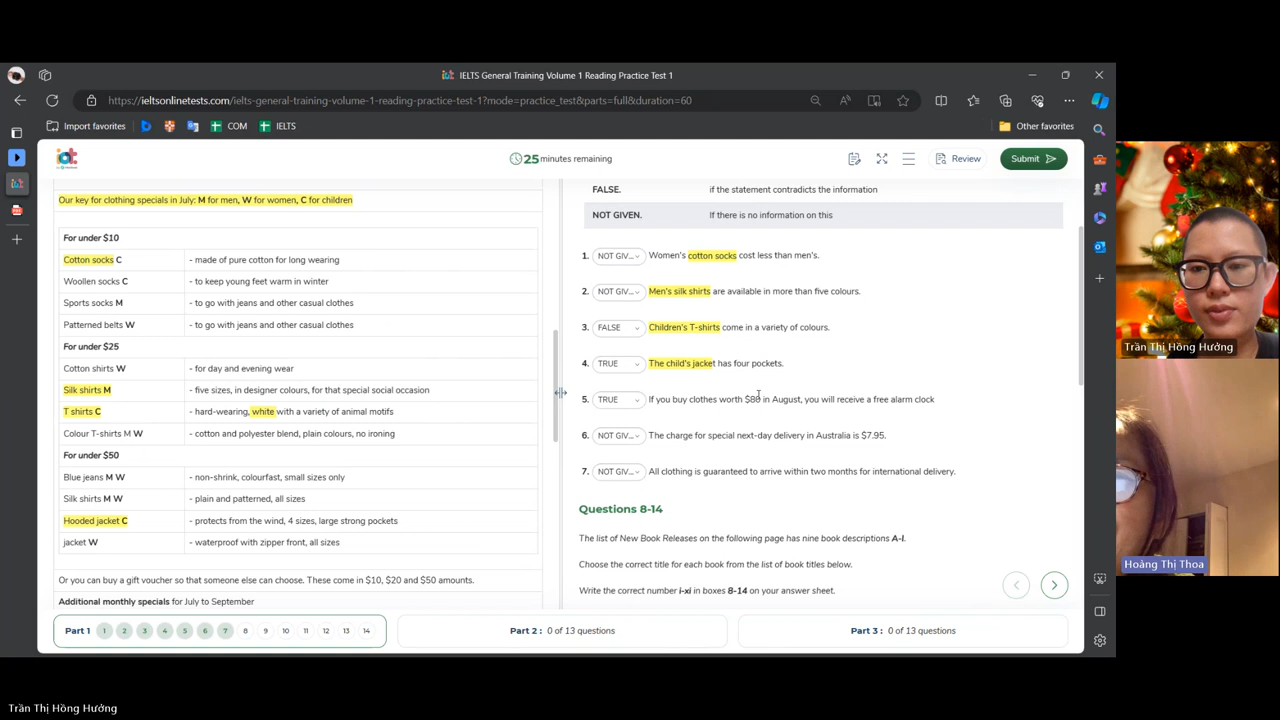 IELTS General Training Volume 1 Reading Practice Test 1
https://ieltsonlinetests.com/ielts-general-training-volume-1-reading-practice-test-1?mode=practice_test&parts=full&duration=60
Import favorites
COM
IELTS
Other favorites
iot
25 minutes remaining
Review
Submit
Our key for clothing specials in July: M for men, W for women, C for children
For under $10
Cotton socks C - made of pure cotton for long wearing
Woollen socks C - to keep young feet warm in winter
Sports socks M - to go with jeans and other casual clothes
Patterned belts W - to go with jeans and other casual clothes
For under $25
Cotton shirts W - for day and evening wear
Silk shirts M - five sizes, in designer colours, for that special social occasion
T shirts C - hard-wearing, white with a variety of animal motifs
Colour T-shirts M W - cotton and polyester blend, plain colours, no ironing
For under $50
Blue jeans M W - non-shrink, colourfast, small sizes only
Silk shirts M W - plain and patterned, all sizes
Hooded jacket C - protects from the wind, 4 sizes, large strong pockets
jacket W - waterproof with zipper front, all sizes
Or you can buy a gift voucher so that someone else can choose. These come in $10, $20 and $50 amounts.
Additional monthly specials for July to September
FALSE. if the statement contradicts the information
NOT GIVEN. If there is no information on this
1. NOT GIV... Women's cotton socks cost less than men's.
2. NOT GIV... Men's silk shirts are available in more than five colours.
3. FALSE Children's T-shirts come in a variety of colours.
4. TRUE The child's jacket has four pockets.
5. TRUE If you buy clothes worth $80 in August, you will receive a free alarm clock
6. NOT GIV... The charge for special next-day delivery in Australia is $7.95.
7. NOT GIV... All clothing is guaranteed to arrive within two months for international delivery.
Questions 8-14
The list of New Book Releases on the following page has nine book descriptions A-I.
Choose the correct title for each book from the list of book titles below.
Write the correct number i-xi in boxes 8-14 on your answer sheet.
Part 1 1 2 3 4 5 6 7 8 9 10 11 12 13 14
Part 2 : 0 of 13 questions
Part 3 : 0 of 13 questions
Trần Thị Hồng Hưởng
Hoàng Thị Thoa
Trần Thị Hồng Hưởng